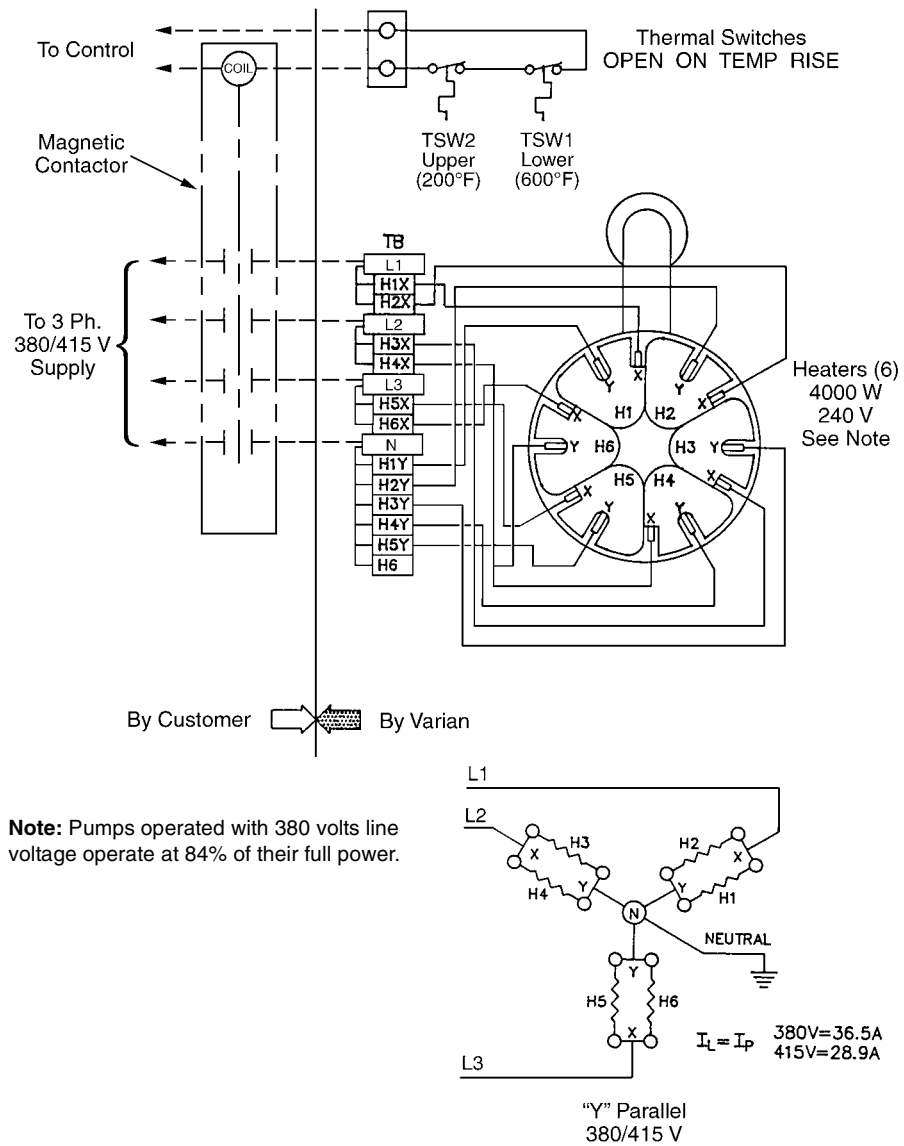 To Control
COIL
Thermal Switches
OPEN ON TEMP RISE
TSW2
Upper
(200°F)
TSW1
Lower
(600°F)
Magnetic
Contactor
To 3 Ph.
380/415 V
Supply
TB
L1
H1X
H2X
L2
H3X
H4X
L3
H5X
H6X
N
H1Y
H2Y
H3Y
H4Y
H5Y
H6
X
Y
Y
X
X
H1
H2
Y
H6
H3
Y
H5
H4
X
X
Y
X
Y
Heaters (6)
4000 W
240 V
See Note
By Customer
By Varian
Note: Pumps operated with 380 volts line
voltage operate at 84% of their full power.
L1
L2
H3
X
H4
Y
H2
X
Y
H1
N
NEUTRAL
Y
H5
H6
X
L3
IL= IP
380V=36.5A
415V=28.9A
“Y” Parallel
380/415 V